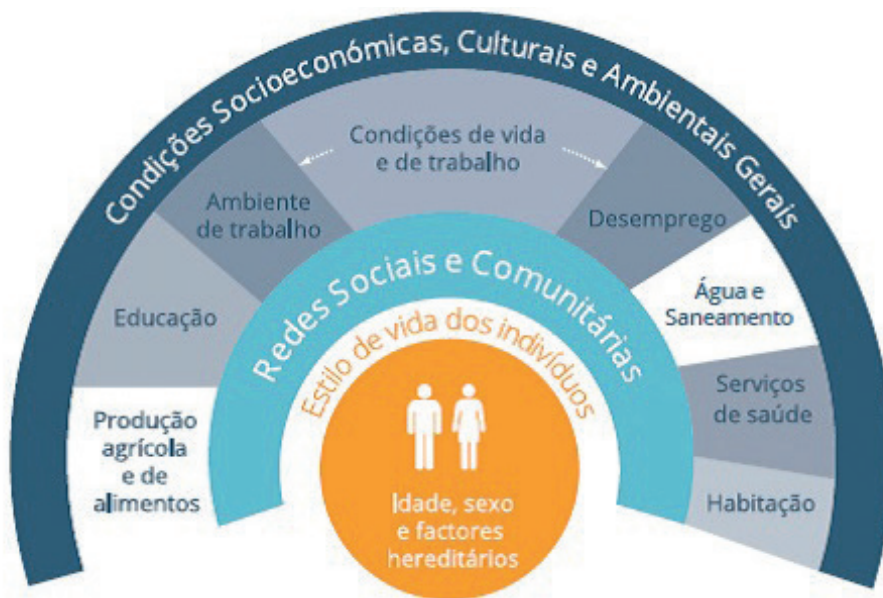 Condições Socioeconómicas, Culturais e Ambientais Gerais
Condições de vida
e de trabalho
Ambiente
de trabalho
Desemprego
Educação
Água e
Saneamento
Produção
agrícola
e de
alimentos
Serviços
de saúde
Habitação
Redes Sociais e Comunitárias
Estilo de vida dos indivíduos
Idade, sexo
e factores
hereditários